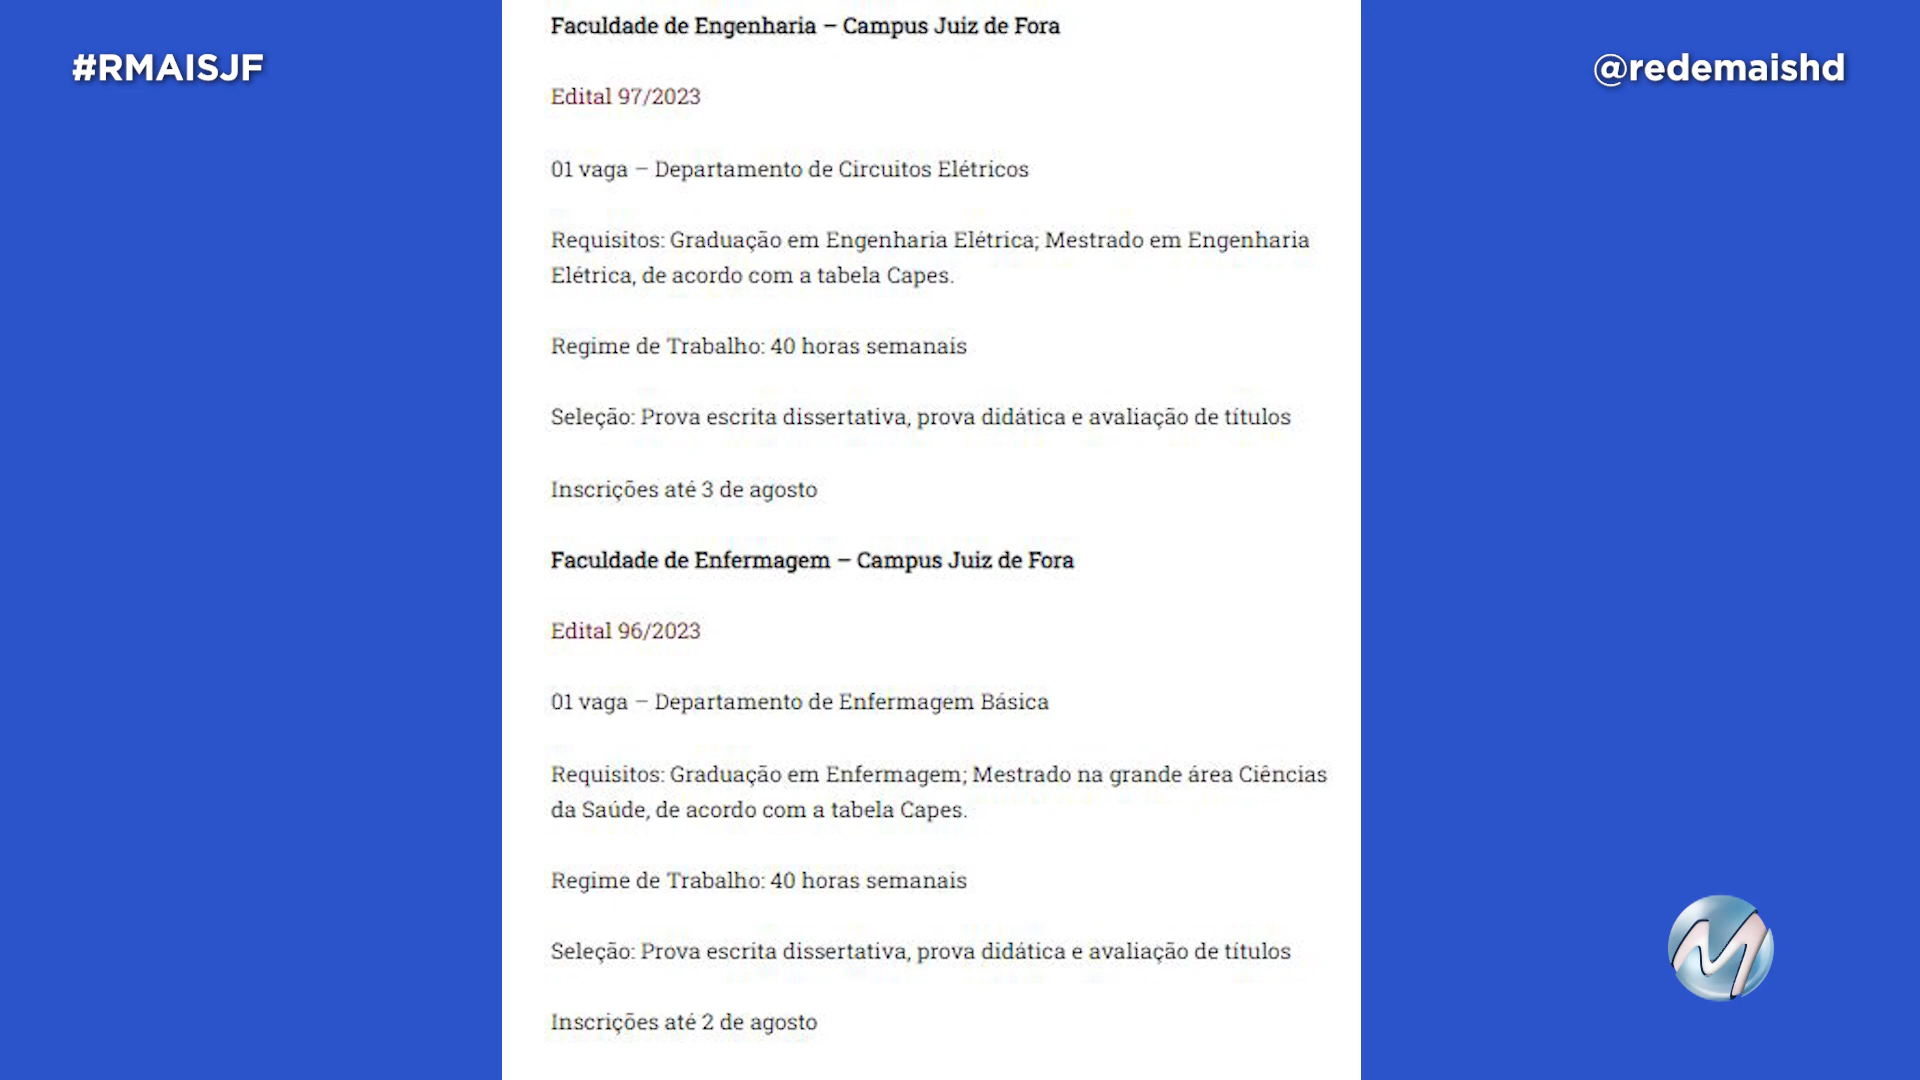 Faculdade de Engenharia – Campus Juiz de Fora
#RMAISJF
@redemaishd
Edital 97/2023
01 vaga – Departamento de Circuitos Elétricos
Requisitos: Graduação em Engenharia Elétrica; Mestrado em Engenharia
Elétrica, de acordo com a tabela Capes.
Regime de Trabalho: 40 horas semanais
Seleção: Prova escrita dissertativa, prova didática e avaliação de títulos
Inscrições até 3 de agosto
Faculdade de Enfermagem – Campus Juiz de Fora
Edital 96/2023
01 vaga – Departamento de Enfermagem Básica
Requisitos: Graduação em Enfermagem; Mestrado na grande área Ciências
da Saúde, de acordo com a tabela Capes.
Regime de Trabalho: 40 horas semanais
Seleção: Prova escrita dissertativa, prova didática e avaliação de títulos
Inscrições até 2 de agosto
M